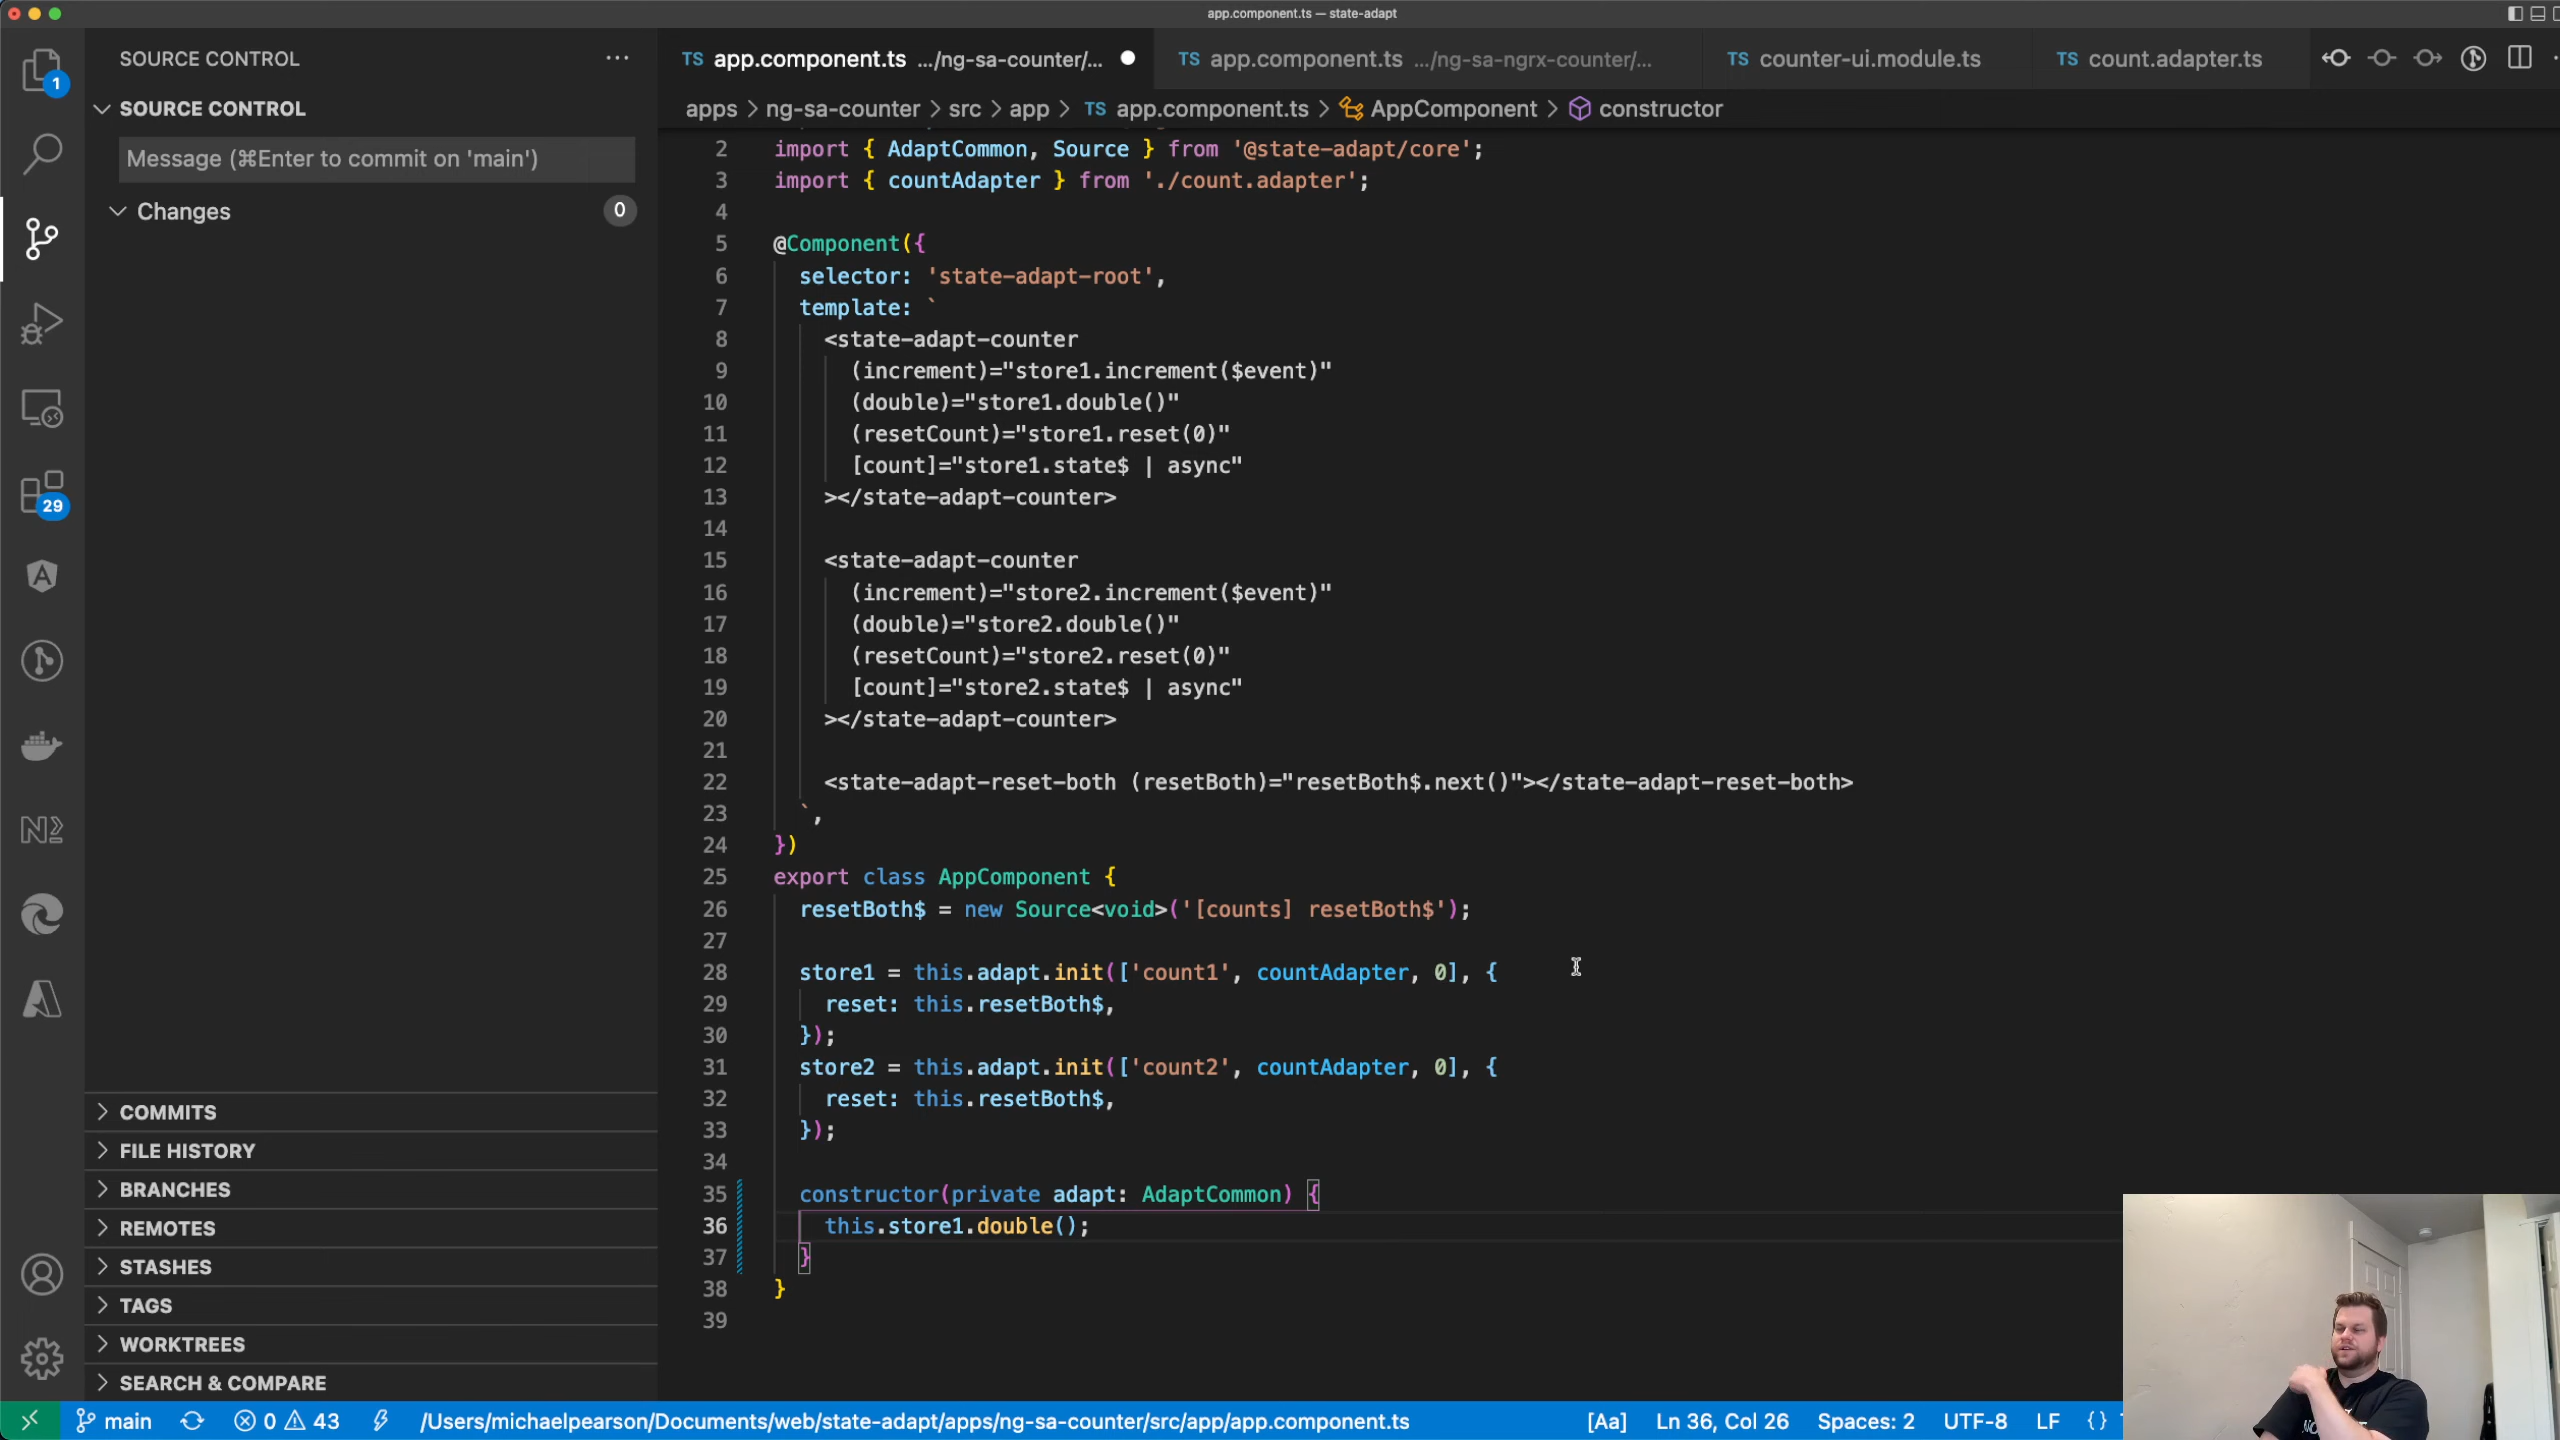 app.component.ts — state-adapt
SOURCE CONTROL
TS app.component.ts .../ng-sa-counter/...
TS app.component.ts .../ng-sa-ngrx-counter/...
TS counter-ui.module.ts
TS count.adapter.ts
1
SOURCE CONTROL
apps > ng-sa-counter > src > app > TS app.component.ts > AppComponent > constructor
Message (⌘Enter to commit on 'main')
Changes 0
29
2 import { AdaptCommon, Source } from '@state-adapt/core';
3 import { countAdapter } from './count.adapter';
4
5 @Component({
6 selector: 'state-adapt-root',
7 template: `
8 <state-adapt-counter
9 (increment)="store1.increment($event)"
10 (double)="store1.double()"
11 (resetCount)="store1.reset(0)"
12 [count]="store1.state$ | async"
13 ></state-adapt-counter>
14
15 <state-adapt-counter
16 (increment)="store2.increment($event)"
17 (double)="store2.double()"
18 (resetCount)="store2.reset(0)"
19 [count]="store2.state$ | async"
20 ></state-adapt-counter>
21
22 <state-adapt-reset-both (resetBoth)="resetBoth$.next()"></state-adapt-reset-both>
23 `,
24 })
25 export class AppComponent {
26 resetBoth$ = new Source<void>('[counts] resetBoth$');
27
28 store1 = this.adapt.init(['count1', countAdapter, 0], {
29 reset: this.resetBoth$,
30 });
31 store2 = this.adapt.init(['count2', countAdapter, 0], {
32 reset: this.resetBoth$,
33 });
34
35 constructor(private adapt: AdaptCommon) {
36 this.store1.double();
37 }
38 }
39
COMMITS
FILE HISTORY
BRANCHES
REMOTES
STASHES
TAGS
WORKTREES
SEARCH & COMPARE
main 0 43 /Users/michaelpearson/Documents/web/state-adapt/apps/ng-sa-counter/src/app/app.component.ts [Aa] Ln 36, Col 26 Spaces: 2 UTF-8 LF {}